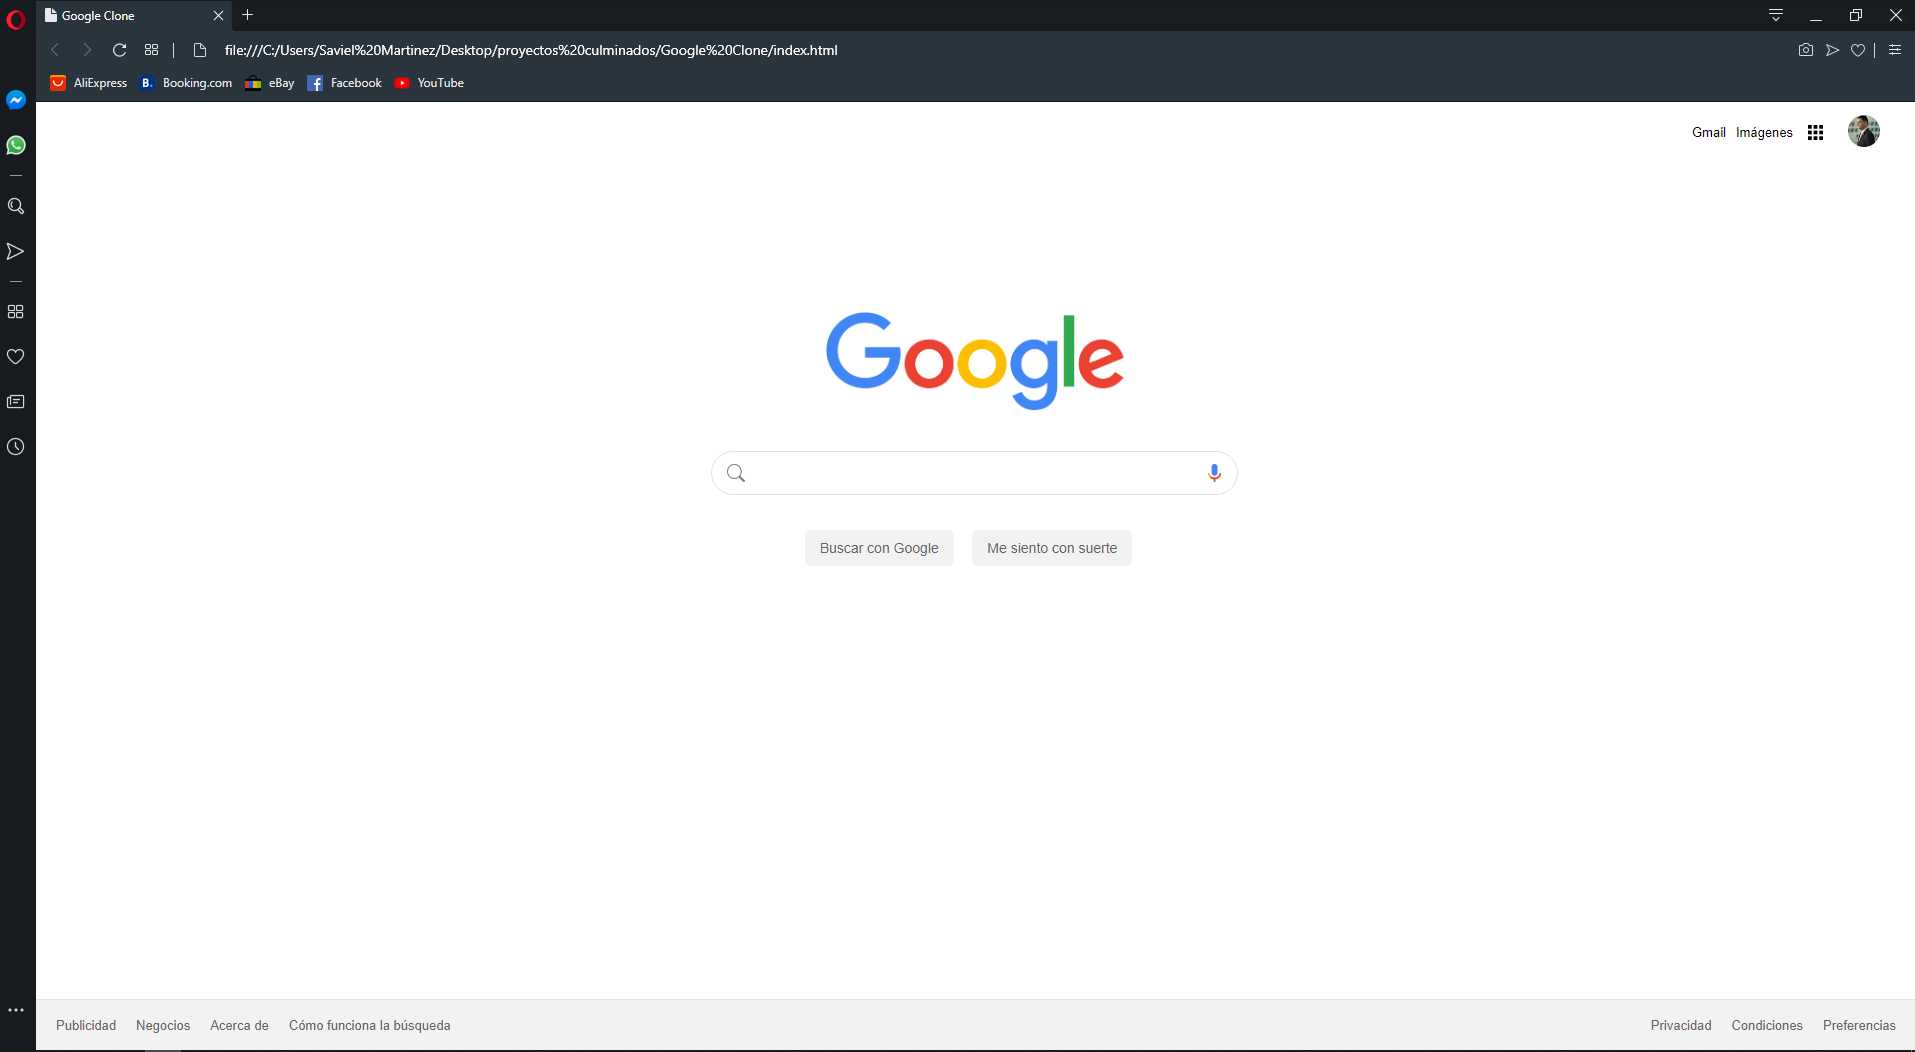 Google Clone
file:///C:/Users/Saviel%20Martinez/Desktop/proyectos%20culminados/Google%20Clone/index.html
AliExpress B. Booking.com eBay Facebook YouTube
Gmail Imágenes
Google
Buscar con Google Me siento con suerte
Publicidad Negocios Acerca de Cómo funciona la búsqueda Privacidad Condiciones Preferencias